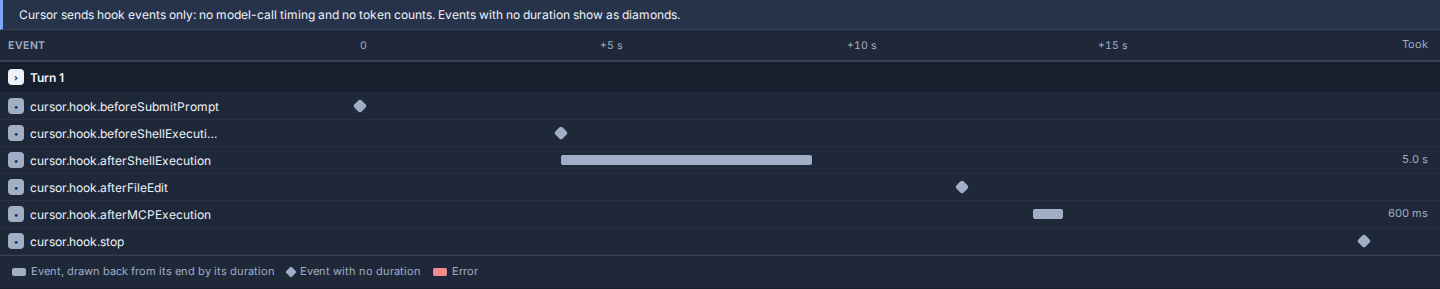 Cursor sends hook events only: no model-call timing and no token counts. Events with no duration show as diamonds.
EVENT 0 +5 s +10 s +15 s Took
Turn 1
cursor.hook.beforeSubmitPrompt
cursor.hook.beforeShellExecuti...
cursor.hook.afterShellExecution 5.0 s
cursor.hook.afterFileEdit
cursor.hook.afterMCPExecution 600 ms
cursor.hook.stop
Event, drawn back from its end by its duration Event with no duration Error